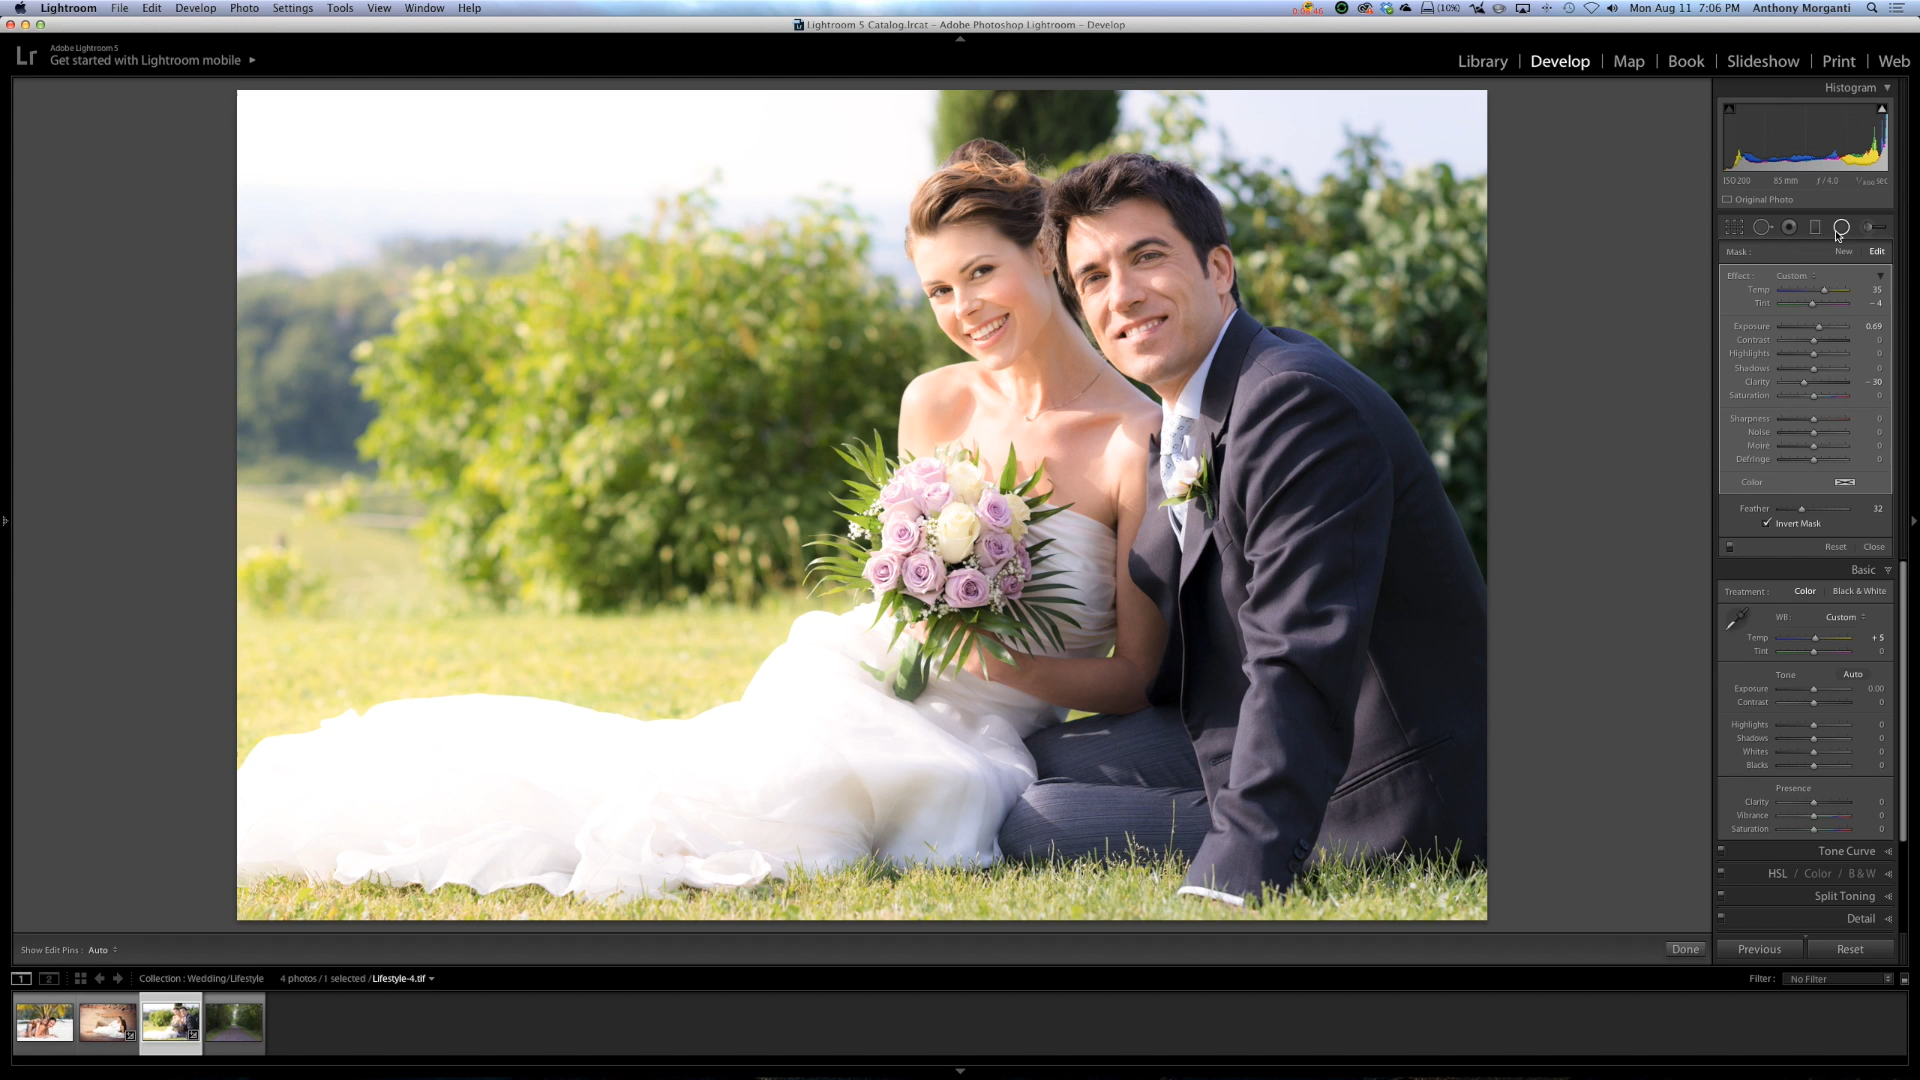 Lightroom File Edit Develop Photo Settings Tools View Window Help (10%) Mon Aug 11 7:06 PM Anthony Morganti
Lightroom 5 Catalog.lrcat – Adobe Photoshop Lightroom – Develop
Lr Adobe Lightroom 5
Get started with Lightroom mobile
Library | Develop | Map | Book | Slideshow | Print | Web
Histogram
ISO 200 85 mm ƒ / 4.0 sec
Original Photo
Mask : New Edit
Effect : Custom
Temp 35
Tint – 4
Exposure 0.69
Contrast 0
Highlights 0
Shadows 0
Clarity – 30
Saturation 0
Sharpness 0
Noise 0
Moiré 0
Defringe 0
Color
Feather 32
Invert Mask
Reset Close
Basic
Treatment : Color Black & White
WB : Custom
Temp + 5
Tint 0
Tone Auto
Exposure 0.00
Contrast 0
Highlights 0
Shadows 0
Whites 0
Blacks 0
Presence
Clarity 0
Vibrance 0
Saturation 0
Tone Curve
HSL / Color / B & W
Split Toning
Detail
Show Edit Pins : Auto
Done
Previous Reset
1 2 Collection : Wedding/Lifestyle 4 photos / 1 selected / Lifestyle-4.tif Filter : No Filter